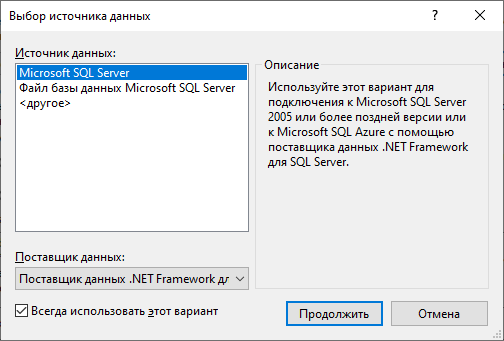 Выбор источника данных
?
Источник данных:
Microsoft SQL Server
Файл базы данных Microsoft SQL Server
<другое>
Описание
Используйте этот вариант для
подключения к Microsoft SQL Server
2005 или более поздней версии или
к Microsoft SQL Azure с помощью
поставщика данных .NET Framework
для SQL Server.
Поставщик данных:
Поставщик данных .NET Framework дл
Всегда использовать этот вариант
Продолжить
Отмена